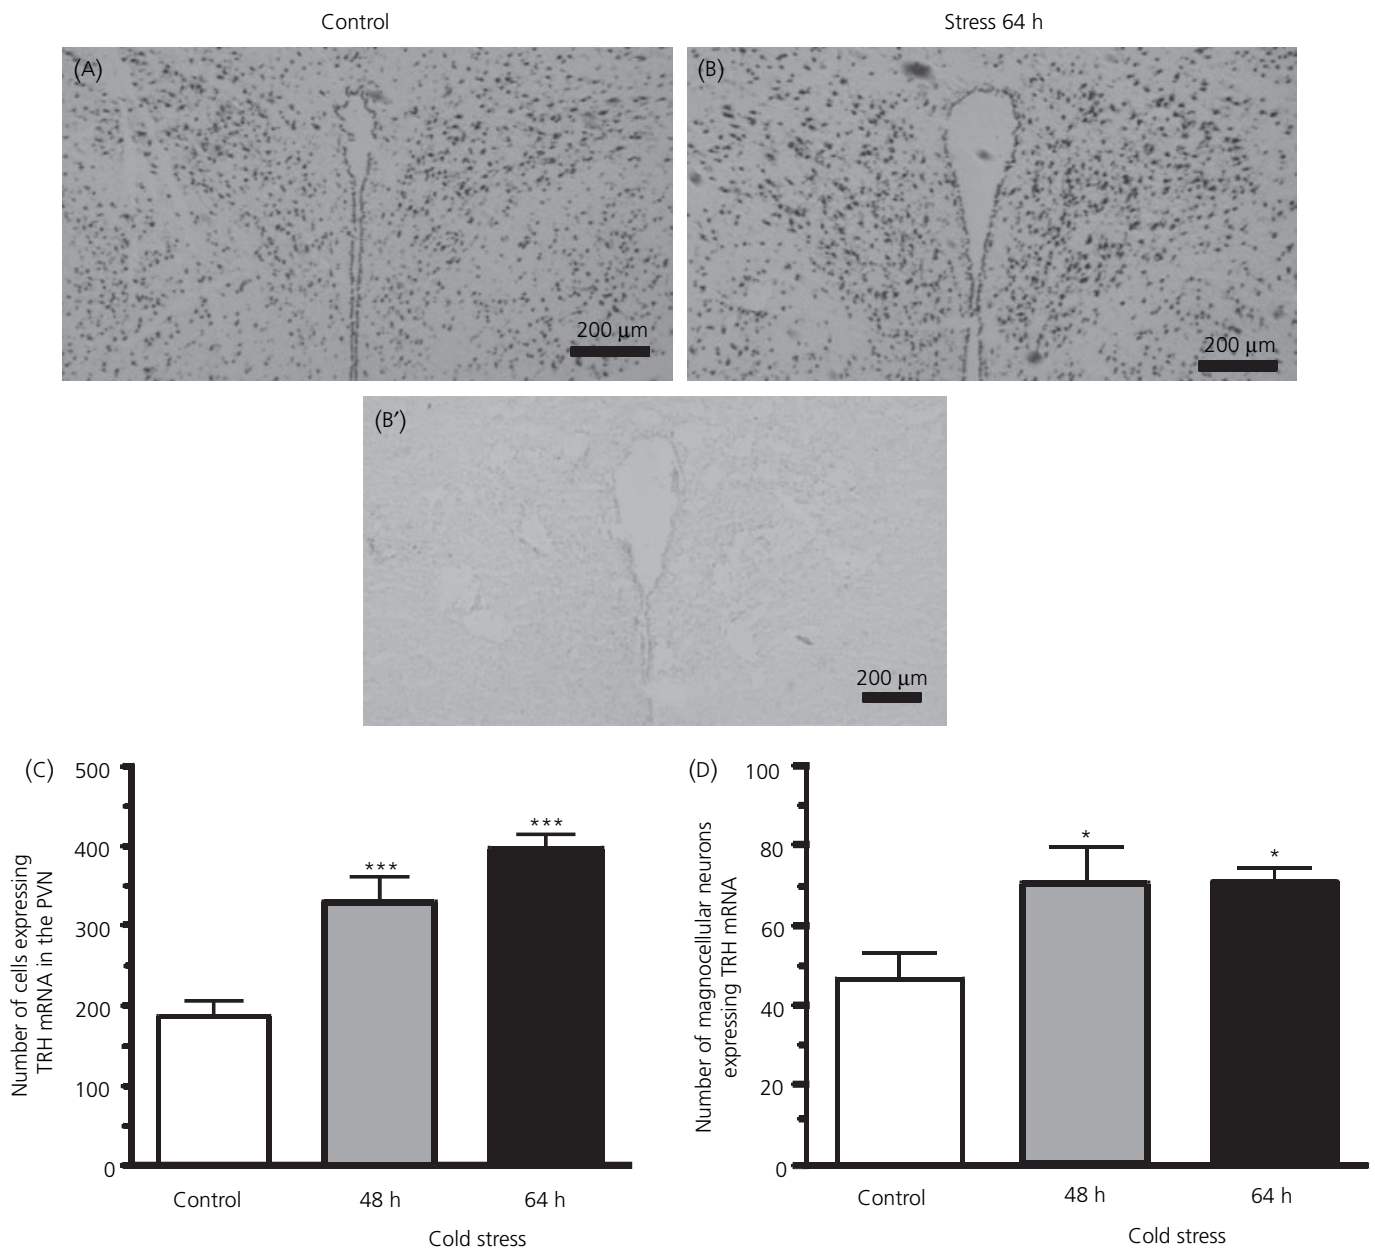 Control
Stress 64 h
(A)
(B)
200 µm
200 µm
(B′)
200 µm
(C)
500
400
300
200
100
0
Number of cells expressing
TRH mRNA in the PVN
***
***
Control
48 h
64 h
Cold stress
(D)
100
80
60
40
20
0
Number of magnocellular neurons
expressing TRH mRNA
*
*
Control
48 h
64 h
Cold stress